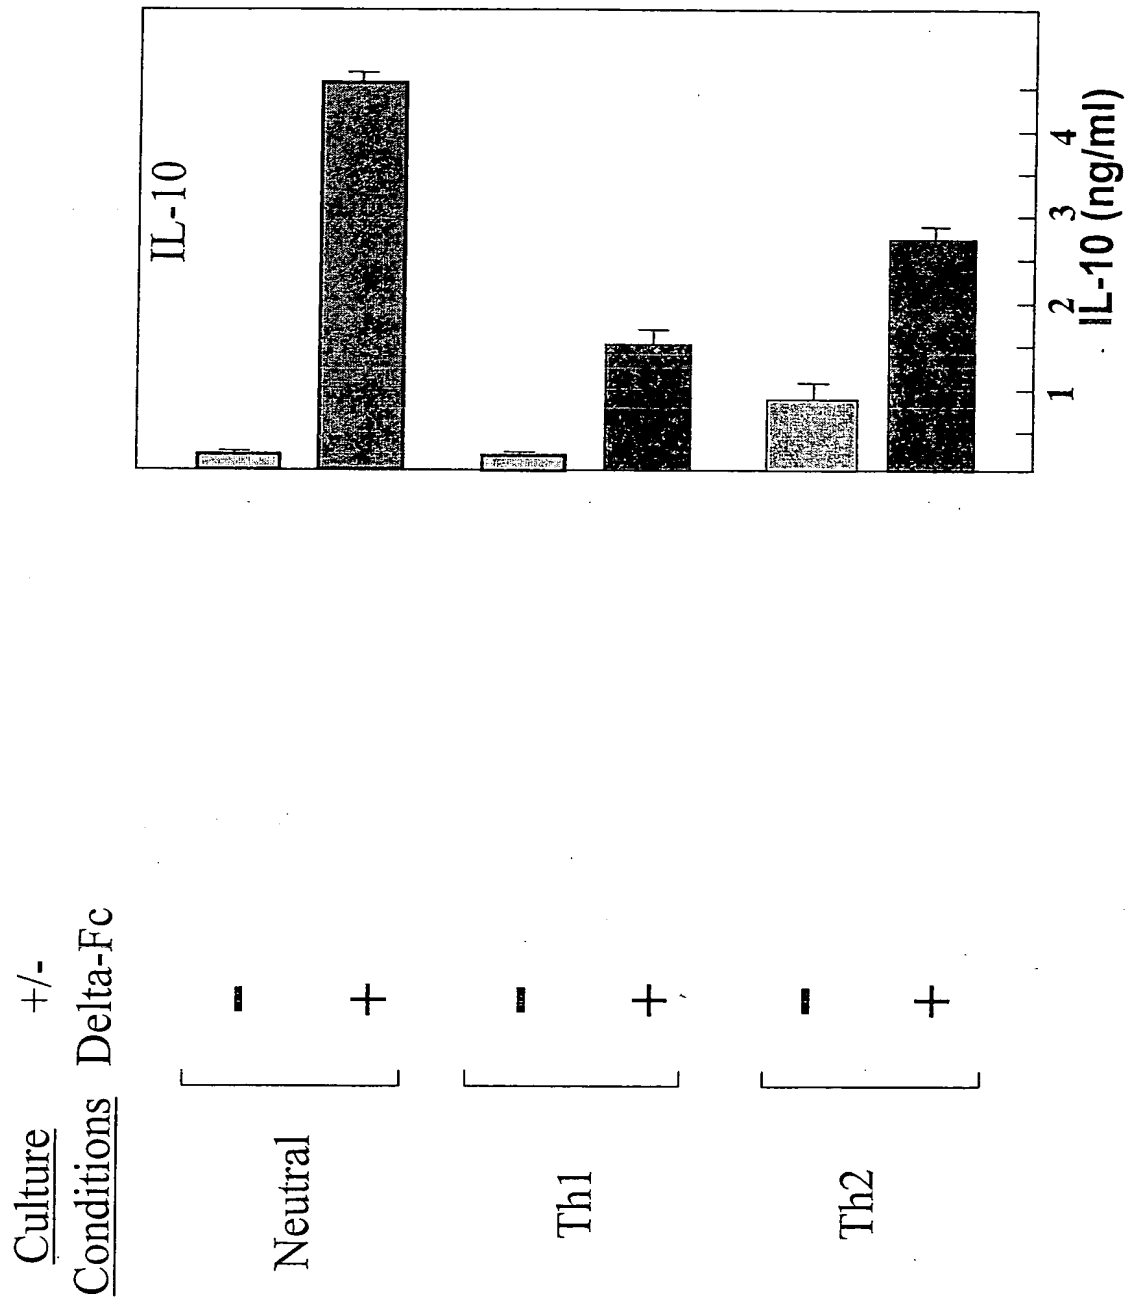 Culture +/-
Conditions Delta-Fc
IL-10
Neutral
-
+
Th1
-
+
Th2
-
+
1 2 3 4
IL-10 (ng/ml)